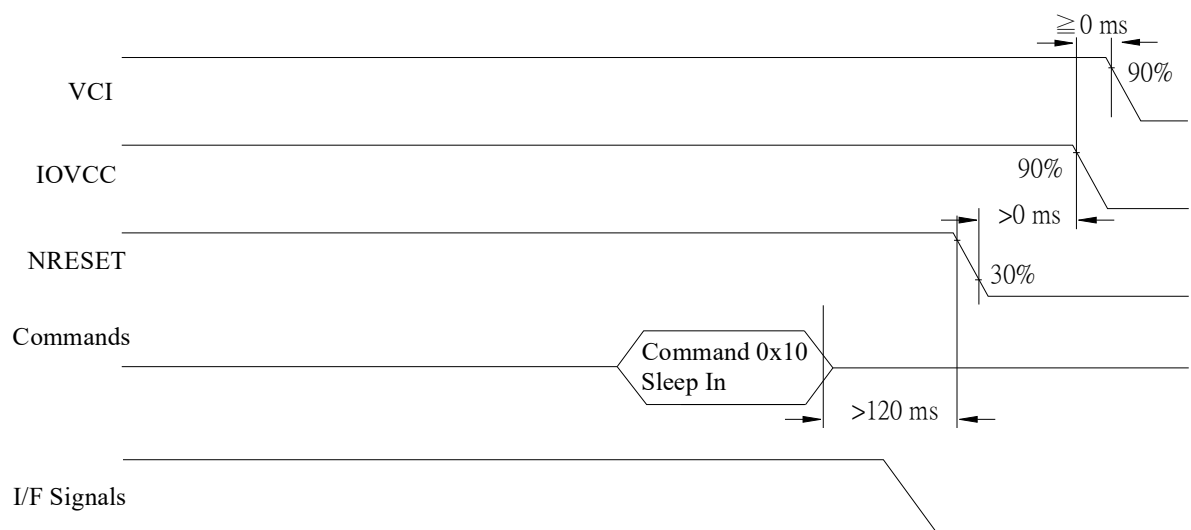 ≧0 ms
VCI
90%
IOVCC
90%
>0 ms
NRESET
30%
Commands
Command 0x10
Sleep In
>120 ms
I/F Signals